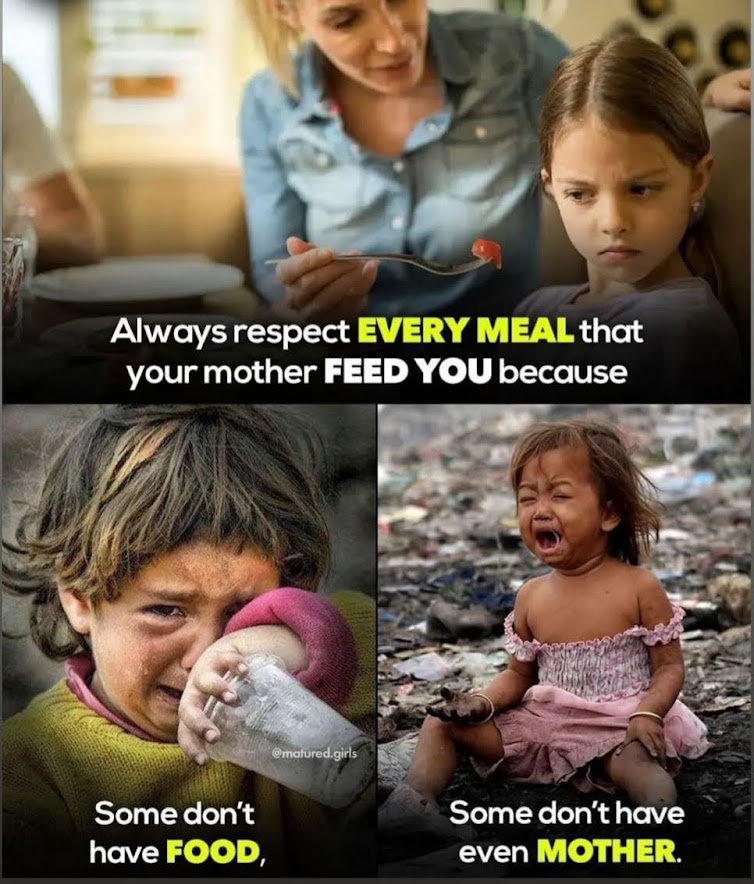 Always respect EVERY MEAL that
your mother FEED YOU because
@matured.girls
Some don't
have FOOD,
Some don't have
even MOTHER.